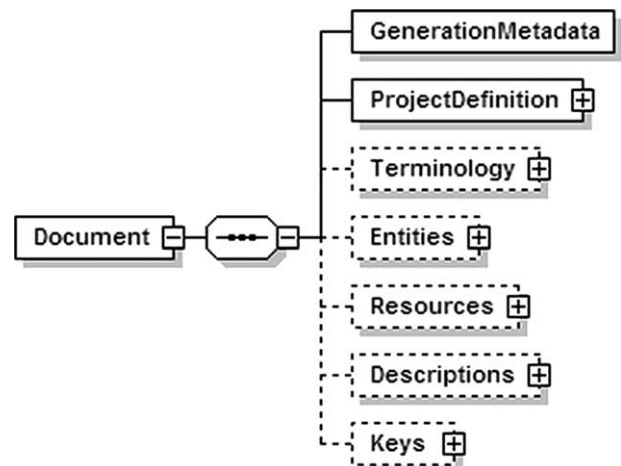 GenerationMetadata
ProjectDefinition
Terminology
Document
Entities
Resources
Descriptions
Keys